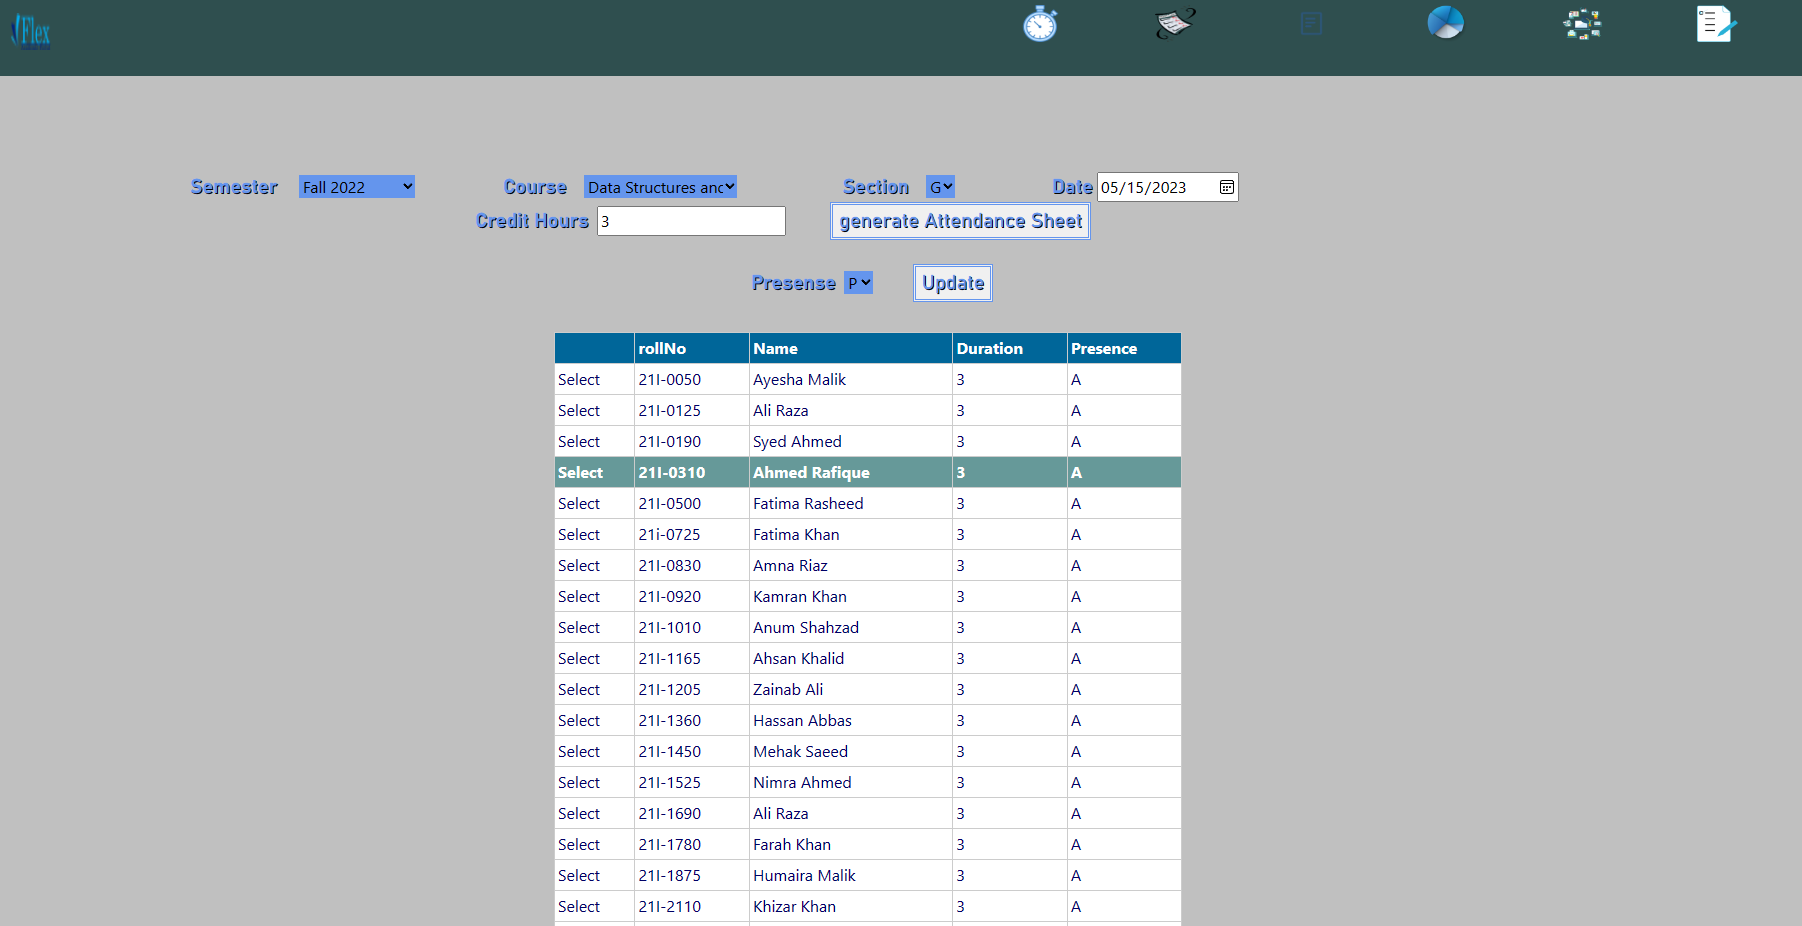 Flex
Semester Fall 2022 Course Data Structures anc Section G Date 05/15/2023
Credit Hours 3 generate Attendance Sheet
Presense P Update
rollNo Name Duration Presence
Select 21I-0050 Ayesha Malik 3 A
Select 21I-0125 Ali Raza 3 A
Select 21I-0190 Syed Ahmed 3 A
Select 21I-0310 Ahmed Rafique 3 A
Select 21I-0500 Fatima Rasheed 3 A
Select 21i-0725 Fatima Khan 3 A
Select 21I-0830 Amna Riaz 3 A
Select 21I-0920 Kamran Khan 3 A
Select 21I-1010 Anum Shahzad 3 A
Select 21I-1165 Ahsan Khalid 3 A
Select 21I-1205 Zainab Ali 3 A
Select 21I-1360 Hassan Abbas 3 A
Select 21I-1450 Mehak Saeed 3 A
Select 21I-1525 Nimra Ahmed 3 A
Select 21I-1690 Ali Raza 3 A
Select 21I-1780 Farah Khan 3 A
Select 21I-1875 Humaira Malik 3 A
Select 21I-2110 Khizar Khan 3 A